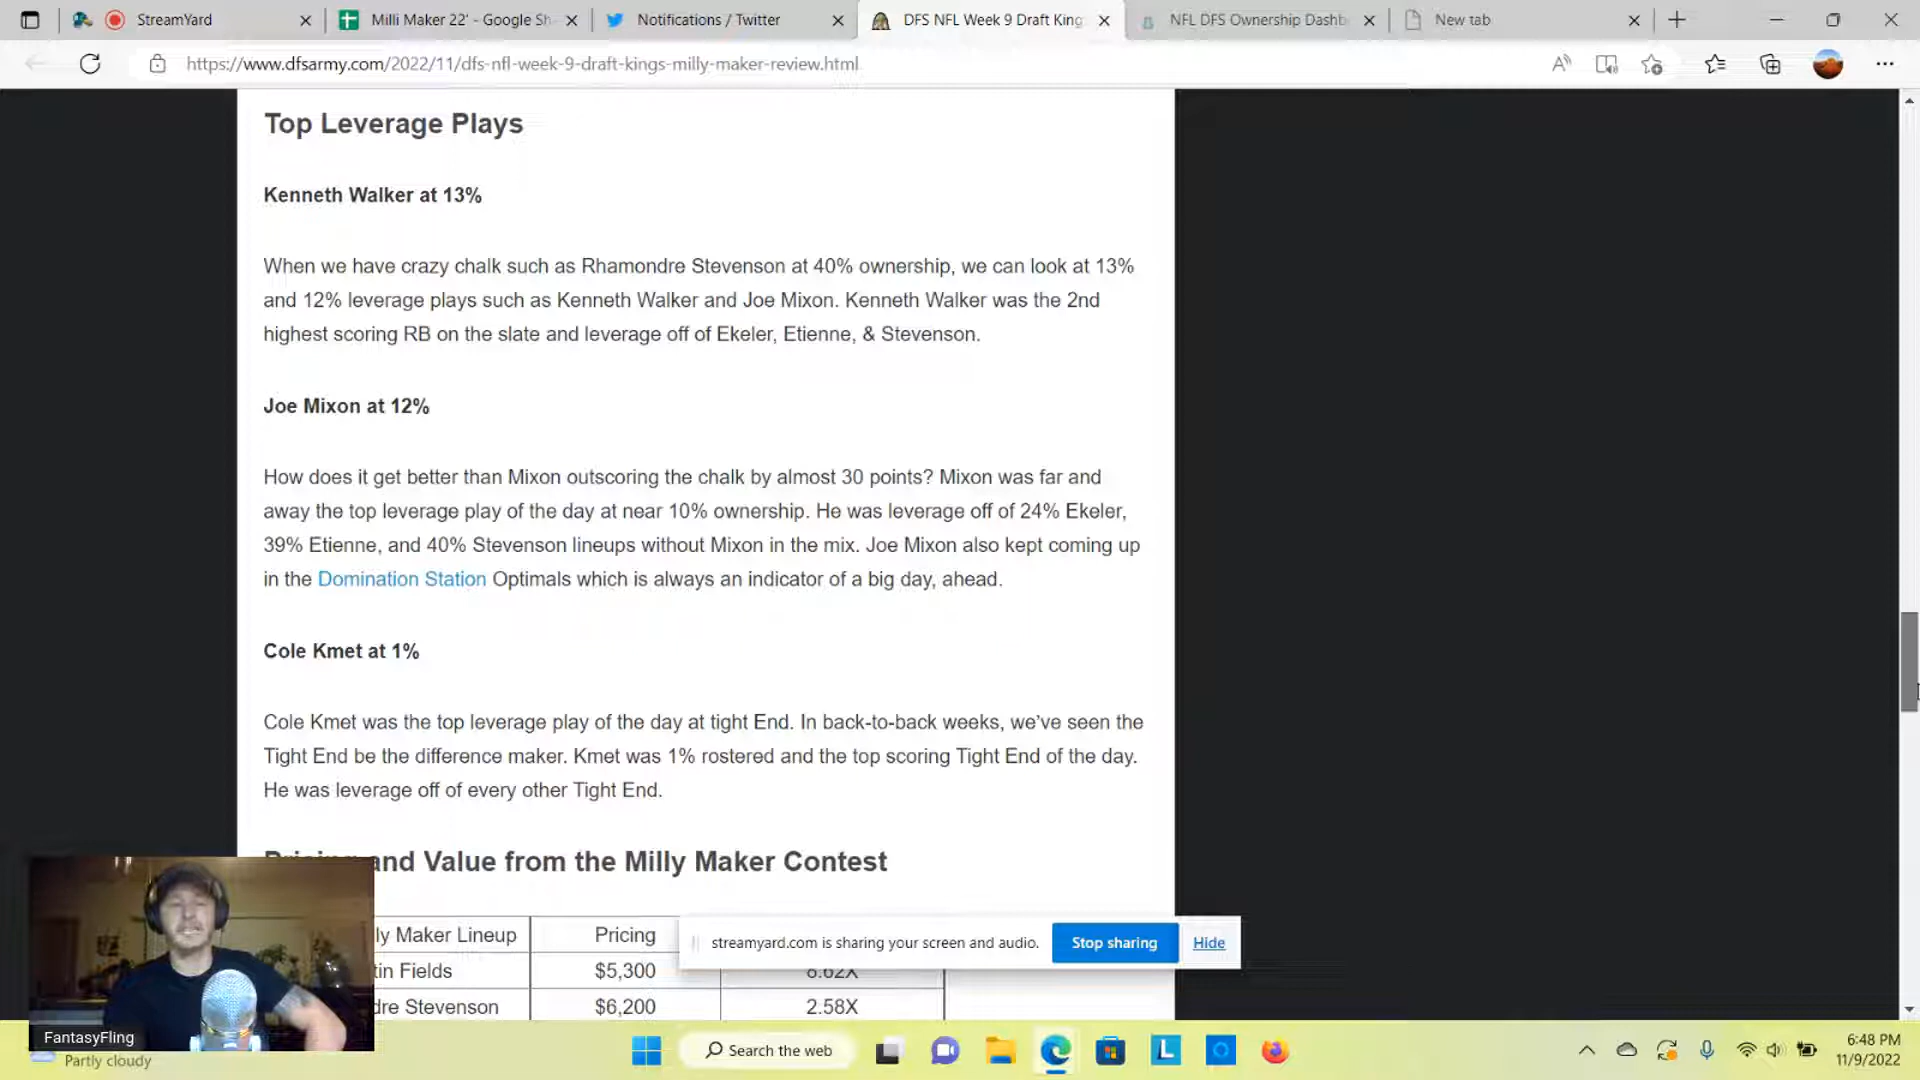 StreamYard
Milli Maker 22' - Google Sh
Notifications / Twitter
DFS NFL Week 9 Draft King
NFL DFS Ownership Dashb
New tab
https://www.dfsarmy.com/2022/11/dfs-nfl-week-9-draft-kings-milly-maker-review.html
Top Leverage Plays
Kenneth Walker at 13%
When we have crazy chalk such as Rhamondre Stevenson at 40% ownership, we can look at 13%
and 12% leverage plays such as Kenneth Walker and Joe Mixon. Kenneth Walker was the 2nd
highest scoring RB on the slate and leverage off of Ekeler, Etienne, & Stevenson.
Joe Mixon at 12%
How does it get better than Mixon outscoring the chalk by almost 30 points? Mixon was far and
away the top leverage play of the day at near 10% ownership. He was leverage off of 24% Ekeler,
39% Etienne, and 40% Stevenson lineups without Mixon in the mix. Joe Mixon also kept coming up
in the Domination Station Optimals which is always an indicator of a big day, ahead.
Cole Kmet at 1%
Cole Kmet was the top leverage play of the day at tight End. In back-to-back weeks, we've seen the
Tight End be the difference maker. Kmet was 1% rostered and the top scoring Tight End of the day.
He was leverage off of every other Tight End.
Pricing and Value from the Milly Maker Contest
ly Maker Lineup Pricing
tin Fields $5,300 8.62X
dre Stevenson $6,200 2.58X
streamyard.com is sharing your screen and audio. Stop sharing Hide
FantasyFling
Partly cloudy
Search the web
6:48 PM
11/9/2022